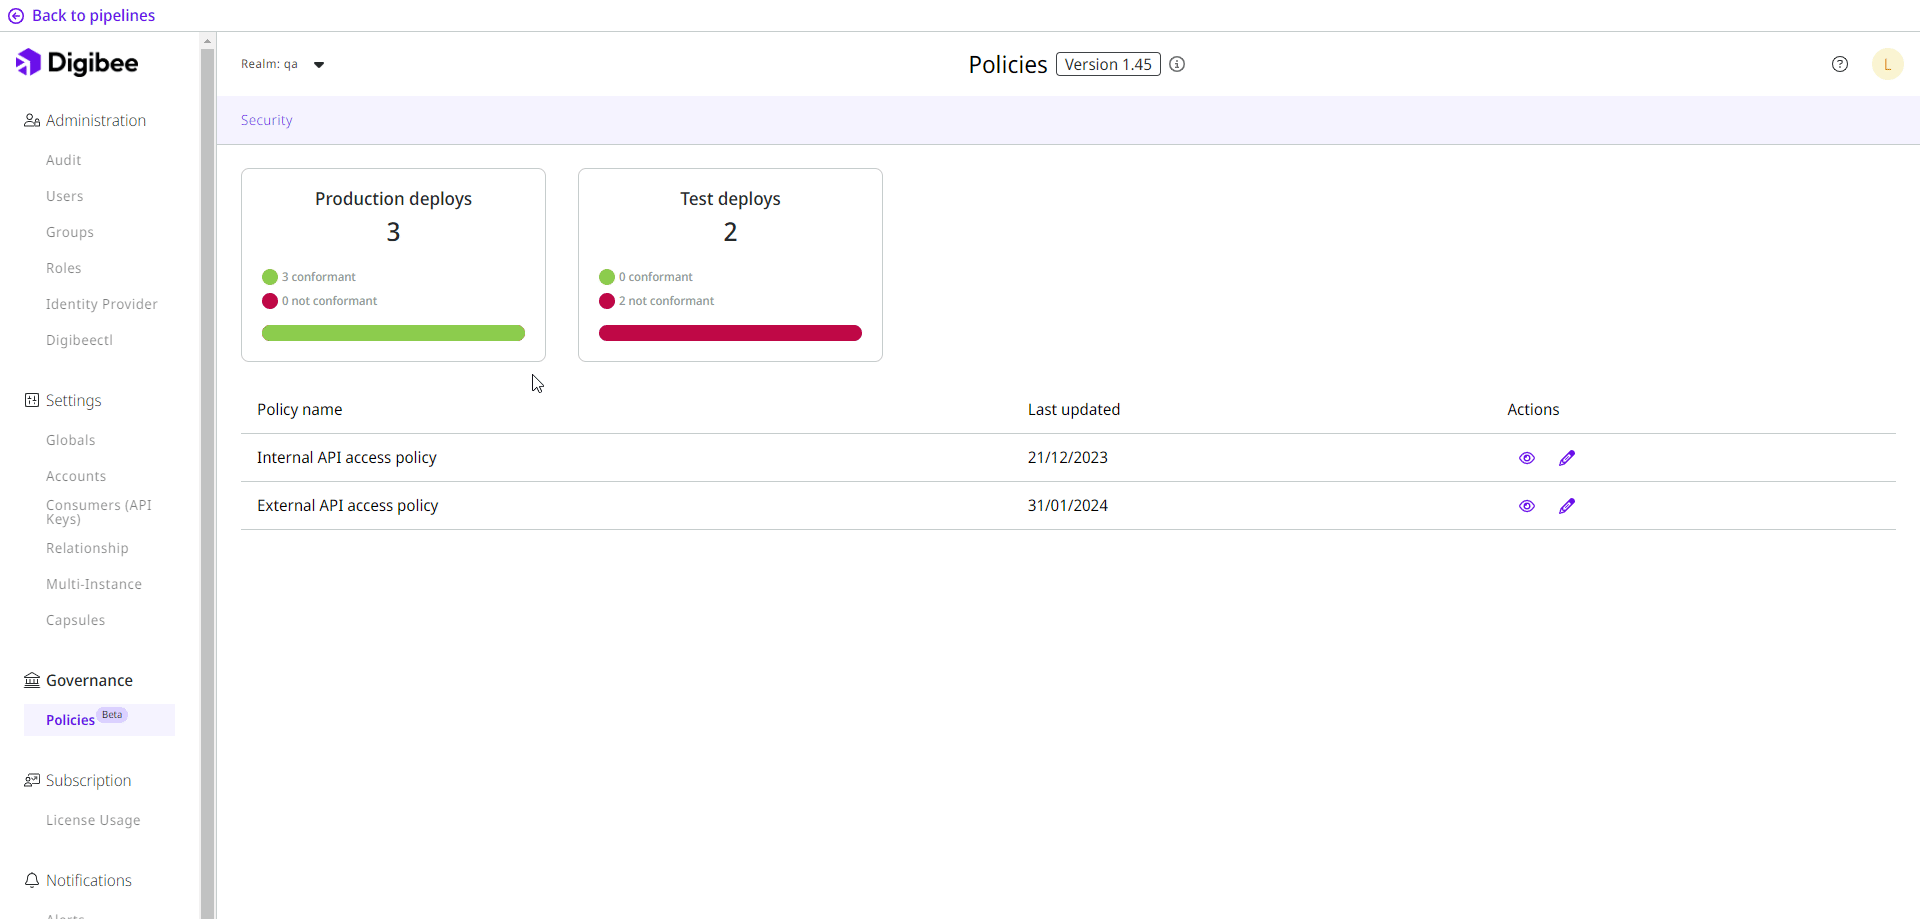 Back to pipelines
Digibee
Administration
Audit
Users
Groups
Roles
Identity Provider
Digibeectl
Settings
Globals
Accounts
Consumers (API
Keys)
Relationship
Multi-Instance
Capsules
Governance
Policies Beta
Subscription
License Usage
Notifications
Alerts
Realm: qa
Policies Version 1.45
L
Security
Production deploys
3
3 conformant
0 not conformant
Test deploys
2
0 conformant
2 not conformant
Policy name Last updated Actions
Internal API access policy 21/12/2023
External API access policy 31/01/2024